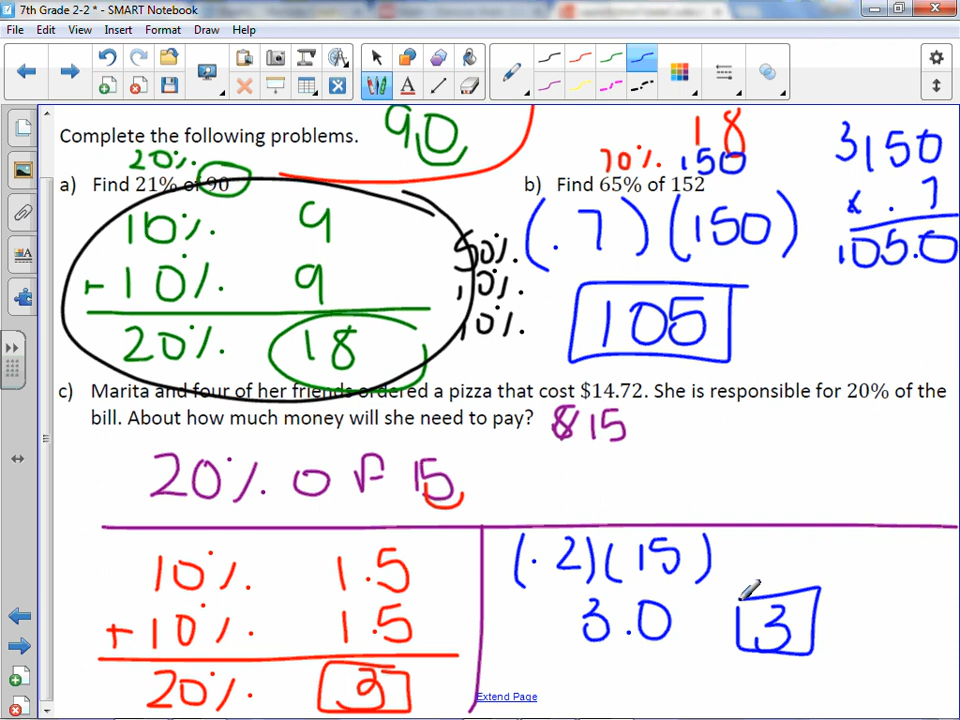 7th Grade 2-2 * - SMART Notebook
File Edit View Insert Format Draw Help
90
18
Complete the following problems.
20%.
a) Find 21% of 90
10%. 9
+10%. 9
20%. 18
70%. 150
b) Find 65% of 152
(.7)(150)
50%.
10%.
10%.
105
150
x .7
105.0
c) Marita and four of her friends ordered a pizza that cost $14.72. She is responsible for 20% of the
bill. About how much money will she need to pay? $15
20%. of 15
10%. 1.5
+10%. 1.5
20%. 3
(.2)(15)
3.0 3
Extend Page